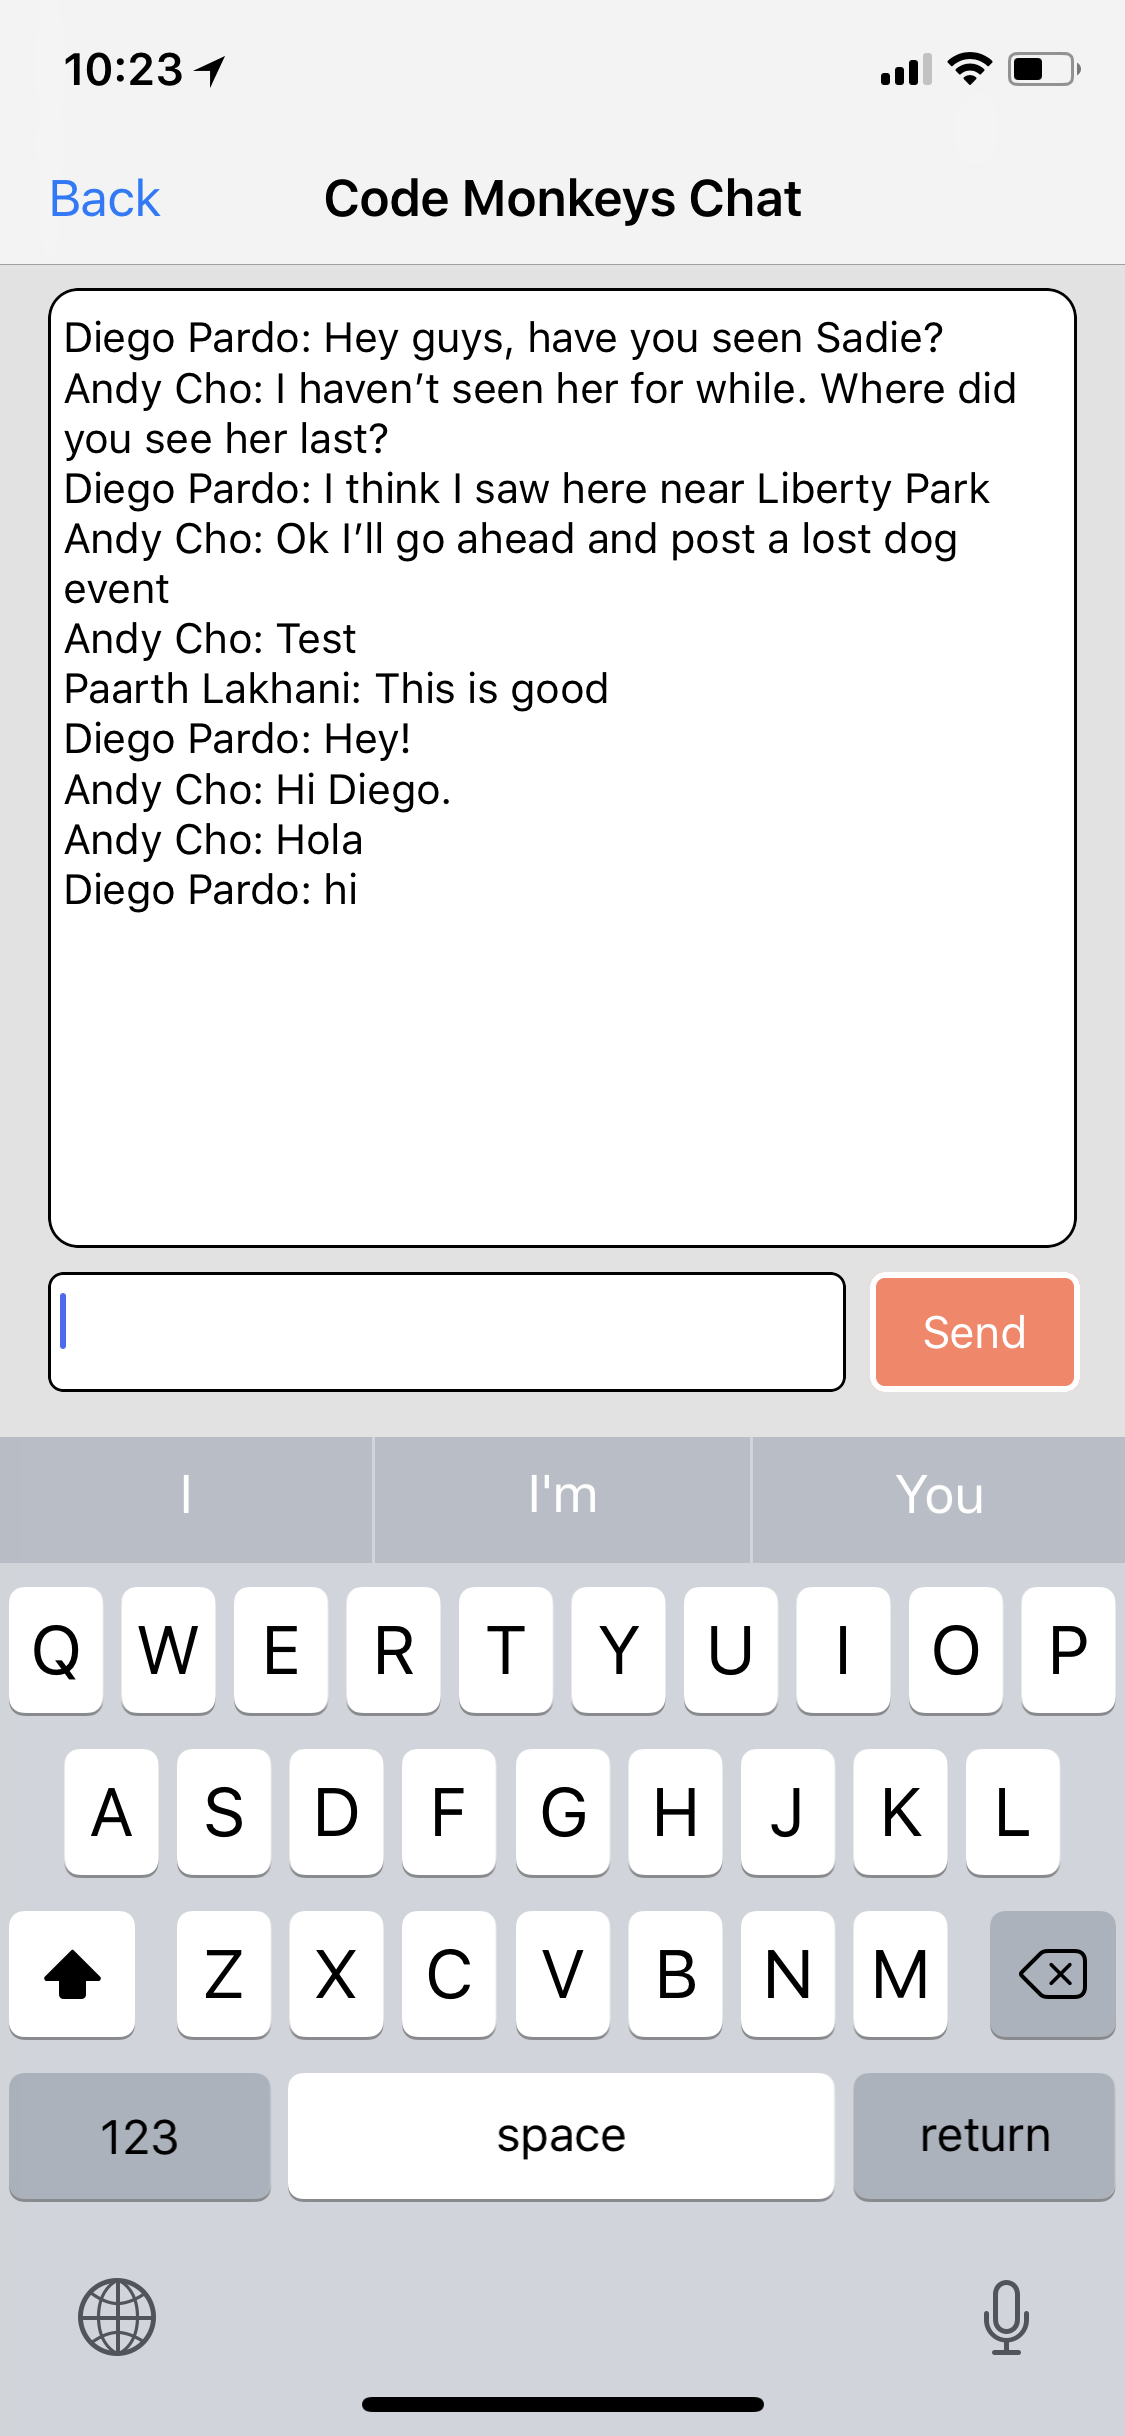 10:23
Back
Code Monkeys Chat
Diego Pardo: Hey guys, have you seen Sadie?
Andy Cho: I haven’t seen her for while. Where did
you see her last?
Diego Pardo: I think I saw here near Liberty Park
Andy Cho: Ok I’ll go ahead and post a lost dog
event
Andy Cho: Test
Paarth Lakhani: This is good
Diego Pardo: Hey!
Andy Cho: Hi Diego.
Andy Cho: Hola
Diego Pardo: hi
Send
I I'm You
Q W E R T Y U I O P
A S D F G H J K L
Z X C V B N M
123 space return